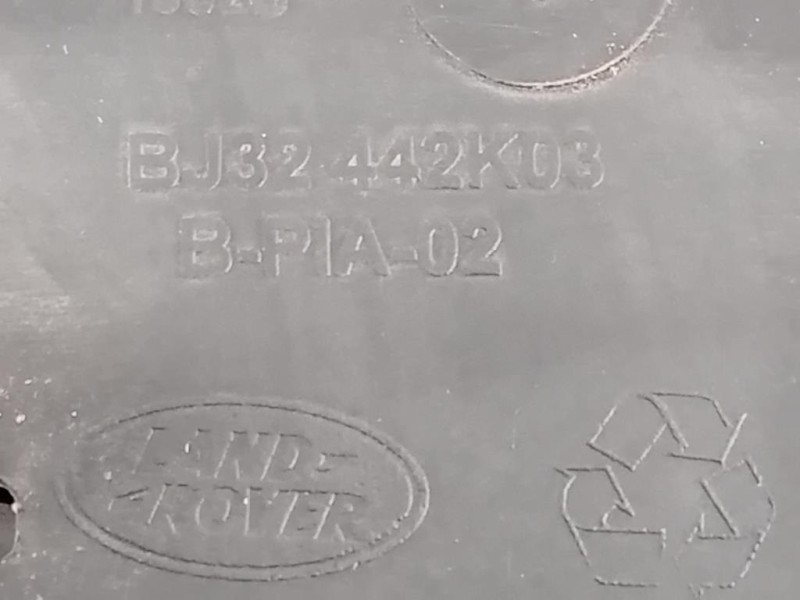 BJ32 442K03
B-PIA-02
LAND
ROVER